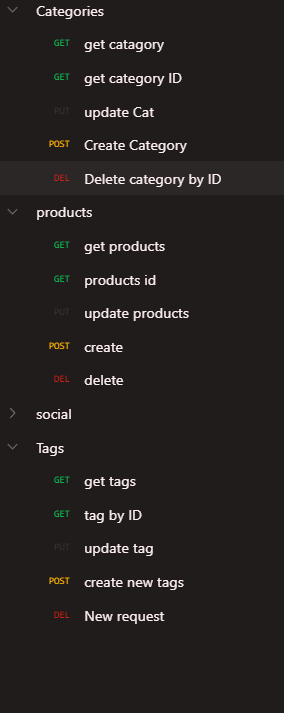 Categories
GET get catagory
GET get category ID
PUT update Cat
POST Create Category
DEL Delete category by ID
products
GET get products
GET products id
PUT update products
POST create
DEL delete
social
Tags
GET get tags
GET tag by ID
PUT update tag
POST create new tags
DEL New request